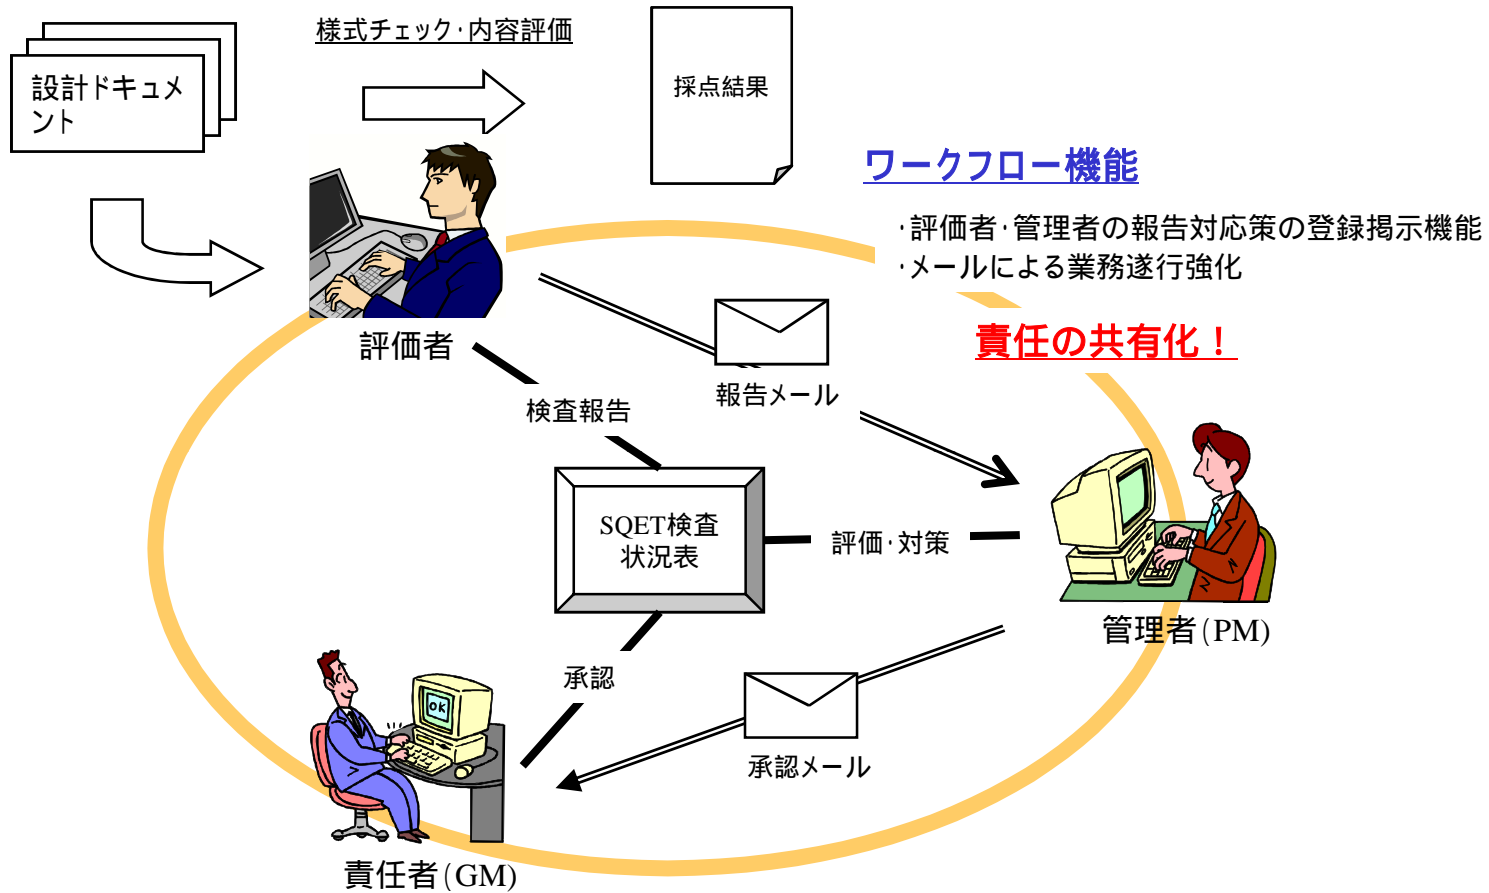 様式チェック・内容評価
設計ドキュメ
ント
採点結果
ワークフロー機能
・評価者・管理者の報告対応策の登録掲示機能
・メールによる業務遂行強化
責任の共有化！
評価者
報告メール
検査報告
SQET検査
状況表
評価・対策
管理者(PM)
承認
OK
承認メール
責任者(GM)